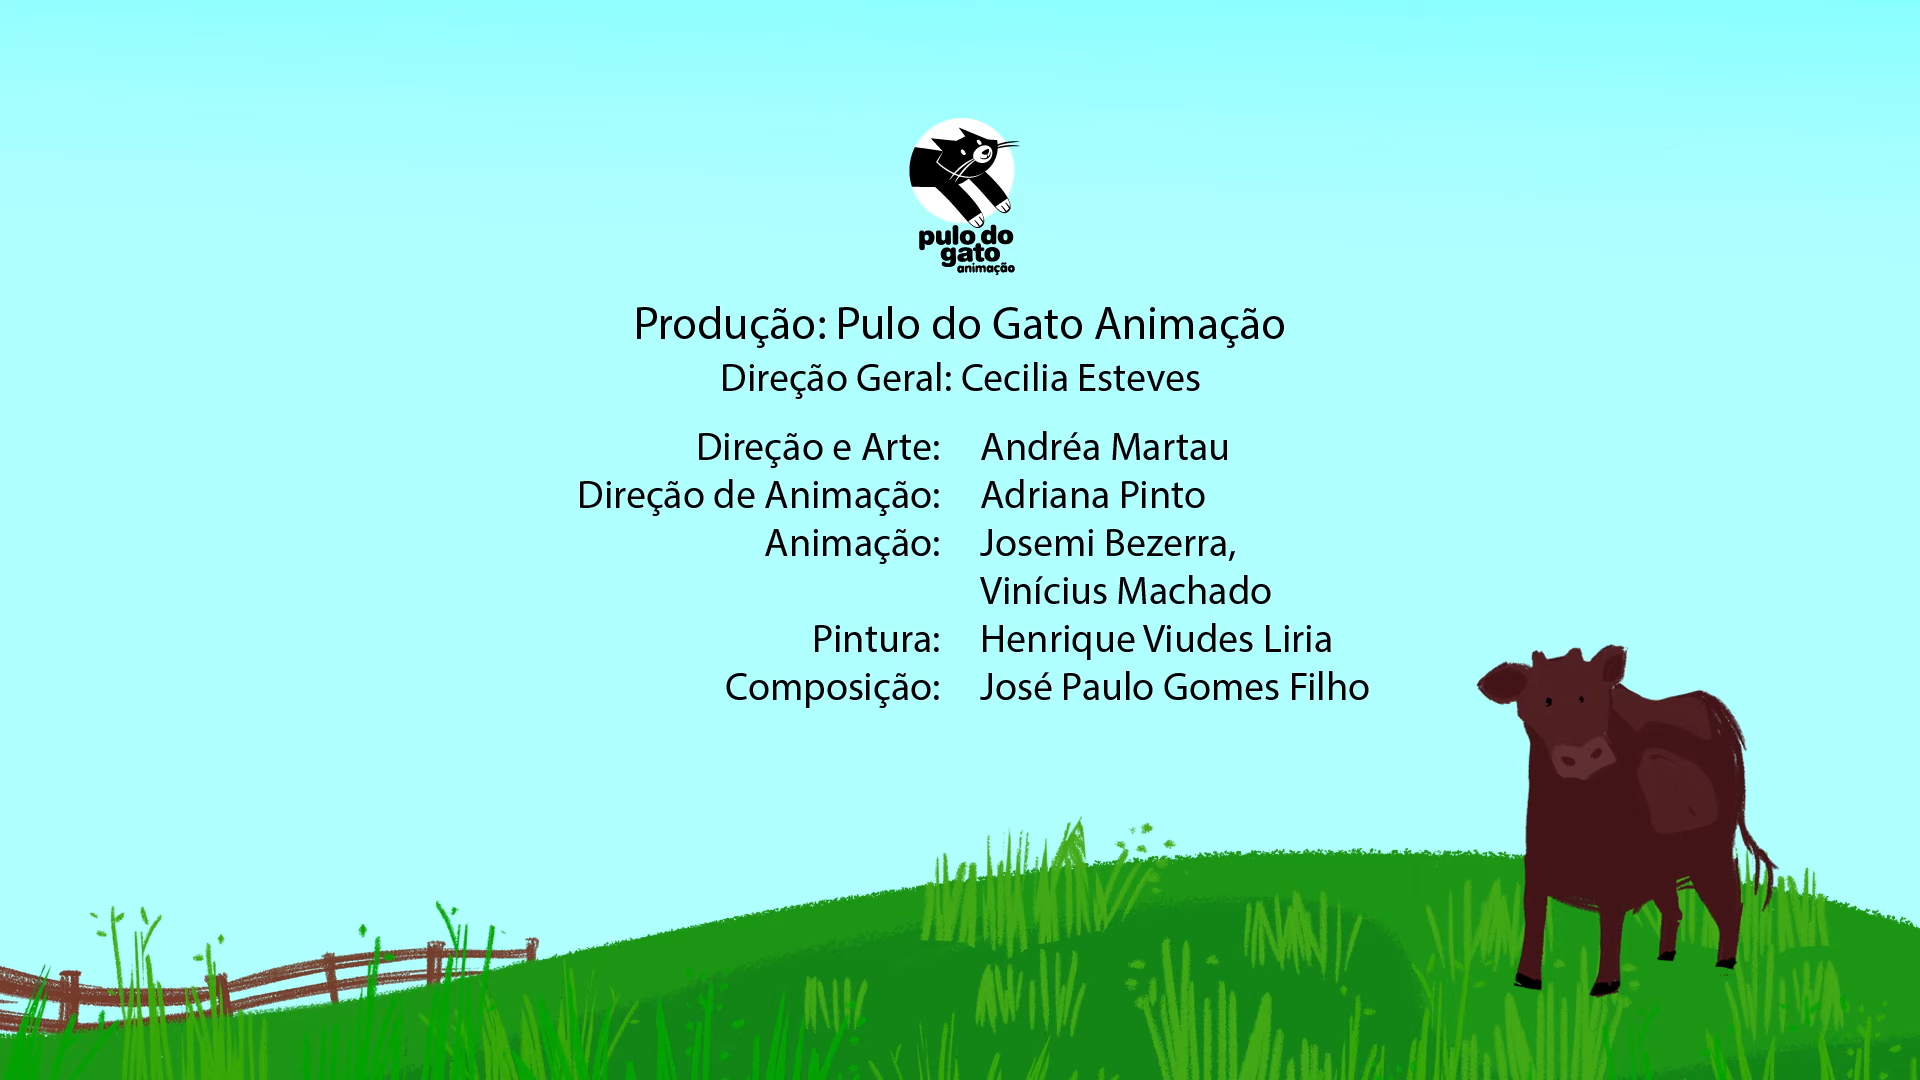 pulo do
gato
animação
Produção: Pulo do Gato Animação
Direção Geral: Cecilia Esteves
Direção e Arte: Andréa Martau
Direção de Animação: Adriana Pinto
Animação: Josemi Bezerra,
Vinícius Machado
Pintura: Henrique Viudes Liria
Composição: José Paulo Gomes Filho